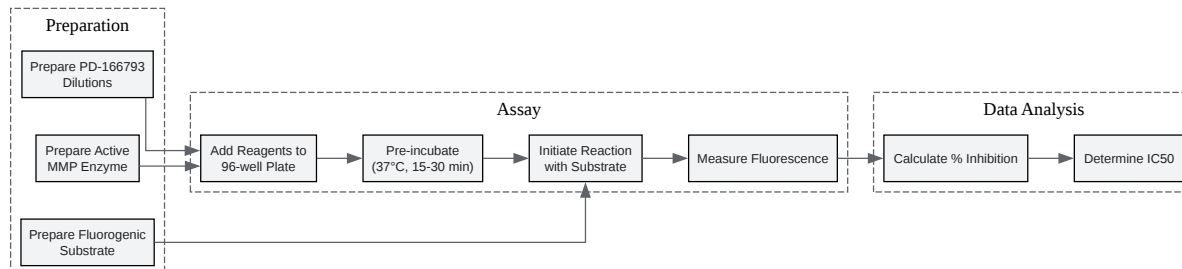 Preparation
Prepare PD-166793
Dilutions
Prepare Active
MMP Enzyme
Prepare Fluorogenic
Substrate
Assay
Add Reagents to
96-well Plate
Pre-incubate
(37°C, 15-30 min)
Initiate Reaction
with Substrate
Measure Fluorescence
Data Analysis
Calculate % Inhibition
Determine IC50